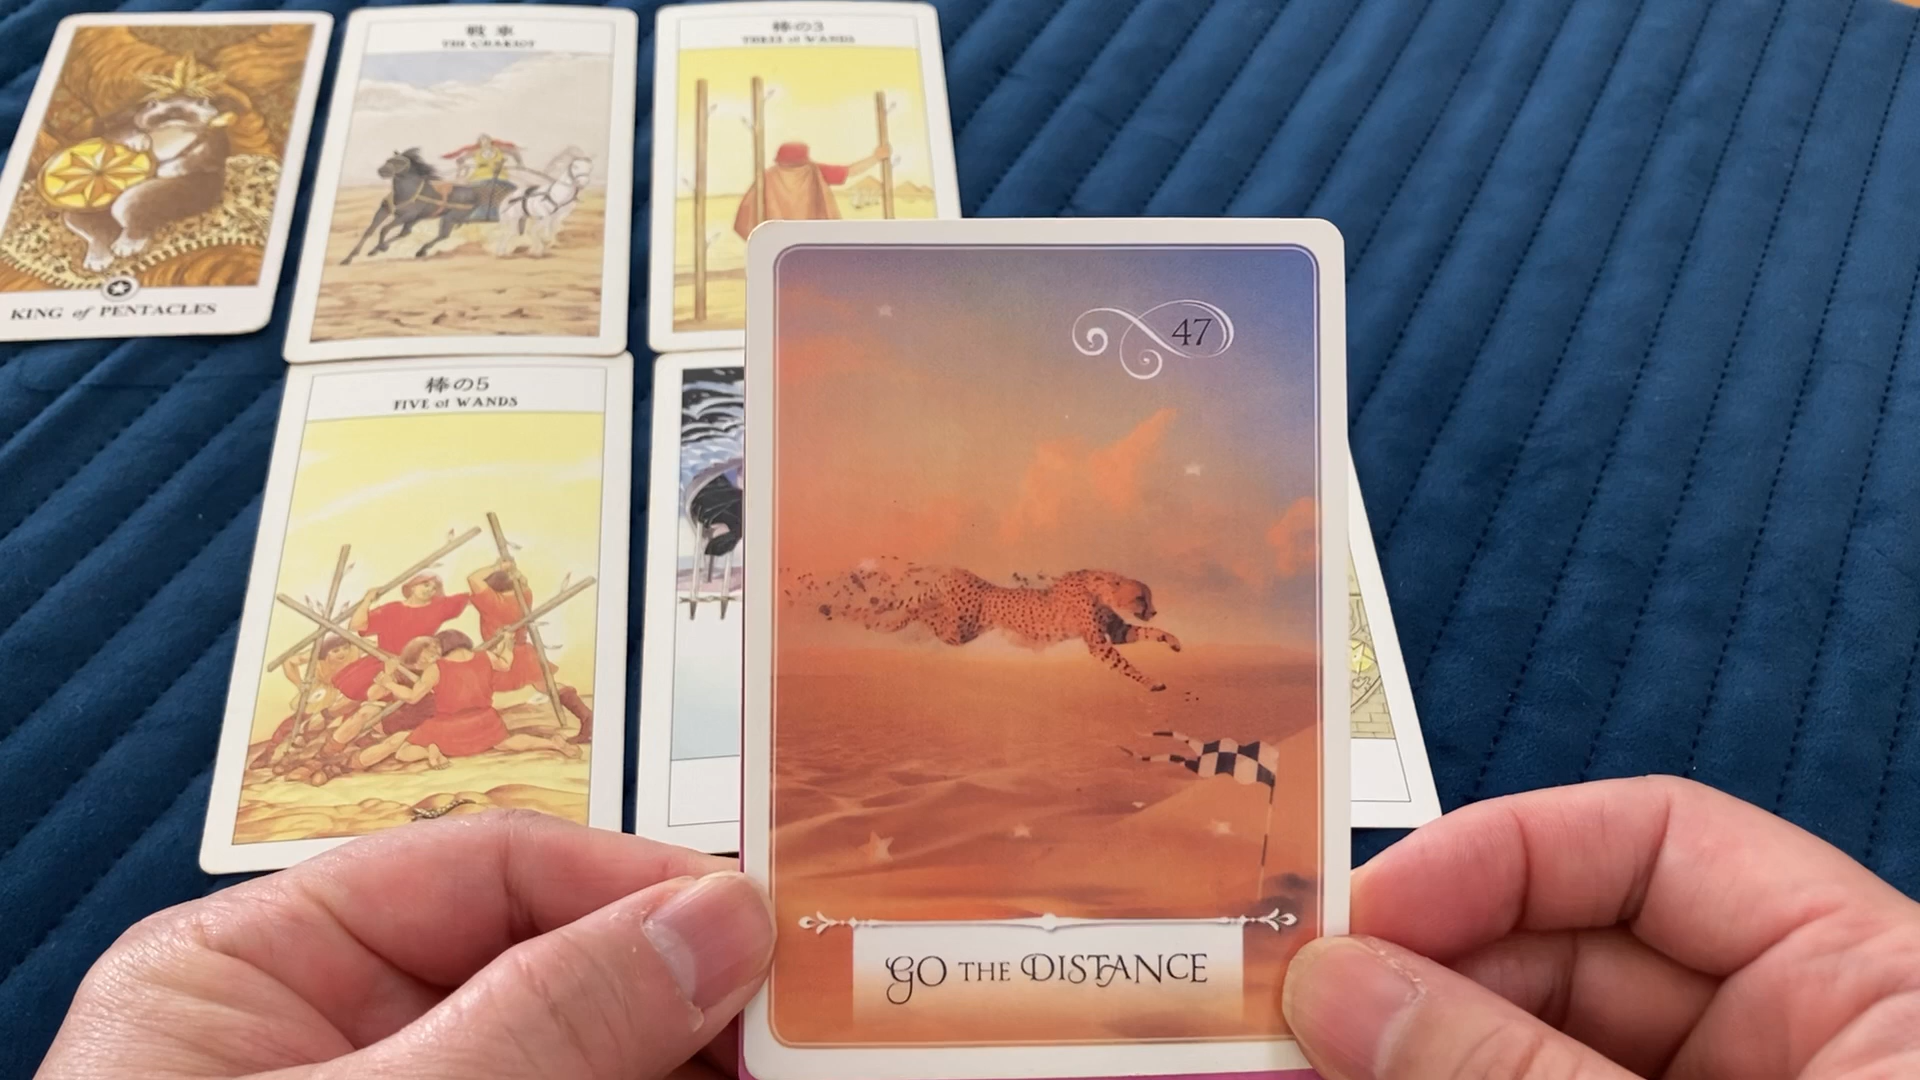 戦車
THE CHARIOT
棒の3
THREE of WANDS
KING of PENTACLES
棒の5
FIVE of WANDS
47
GO THE DISTANCE